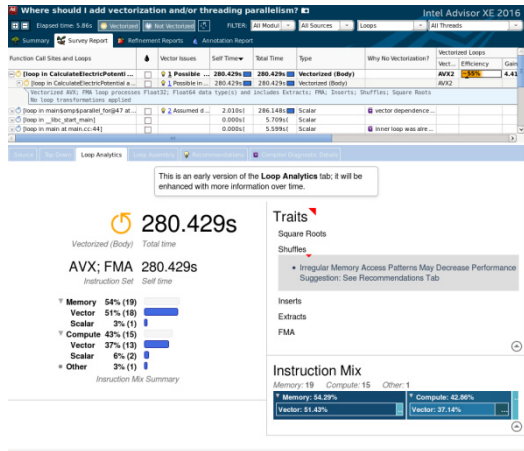 Where should I add vectorization and/or threading parallelism?
Intel Advisor XE 2016
Elapsed time: 5.86s Vectorized Not Vectorized FILTER: All Modul All Sources Loops All Threads
Summary Survey Report Refinement Reports Annotation Report
Function Call Sites and Loops Vector Issues Self Time Total Time Type Why No Vectorization? Vectorized Loops
Vect... Efficiency Gain
[loop in CalculateElectricPotenti ... 1 Possible ... 280.429s 280.429s Vectorized (Body) AVX2 ~55% 4.41
[loop in CalculateElectricPotential a... 1 Possible in ... 280.429s 280.429s Vectorized (Body) AVX2
Vectorized AVX; FMA loop processes Float32; Float64 data type(s) and includes Extracts; FMA; Inserts; Shuffles; Square Roots
No loop transformations applied
[loop in main$omp$parallel_for@47 at... 2 Assumed d... 2.010s 286.148s Scalar vector dependence ...
[loop in __libc_start_main] 0.000s 5.709s Scalar
[loop in main at main.cc:44] 0.000s 5.599s Scalar inner loop was alre...
Source Top Down Loop Analytics Loop Assembly Recommendations Compiler Diagnostic Details
This is an early version of the Loop Analytics tab; it will
be enhanced with more information over time.
280.429s
Vectorized (Body) Total time
AVX; FMA 280.429s
Instruction Set Self time
Memory 54% (19)
Vector 51% (18)
Scalar 3% (1)
Compute 43% (15)
Vector 37% (13)
Scalar 6% (2)
Other 3% (1)
Insruction Mix Summary
Traits
Square Roots
Shuffles
• Irregular Memory Access Patterns May Decrease Performance
Suggestion: See Recommendations Tab
Inserts
Extracts
FMA
Instruction Mix
Memory: 19 Compute: 15 Other: 1
Memory: 54.29% Compute: 42.86%
Vector: 51.43% ... Vector: 37.14% ...